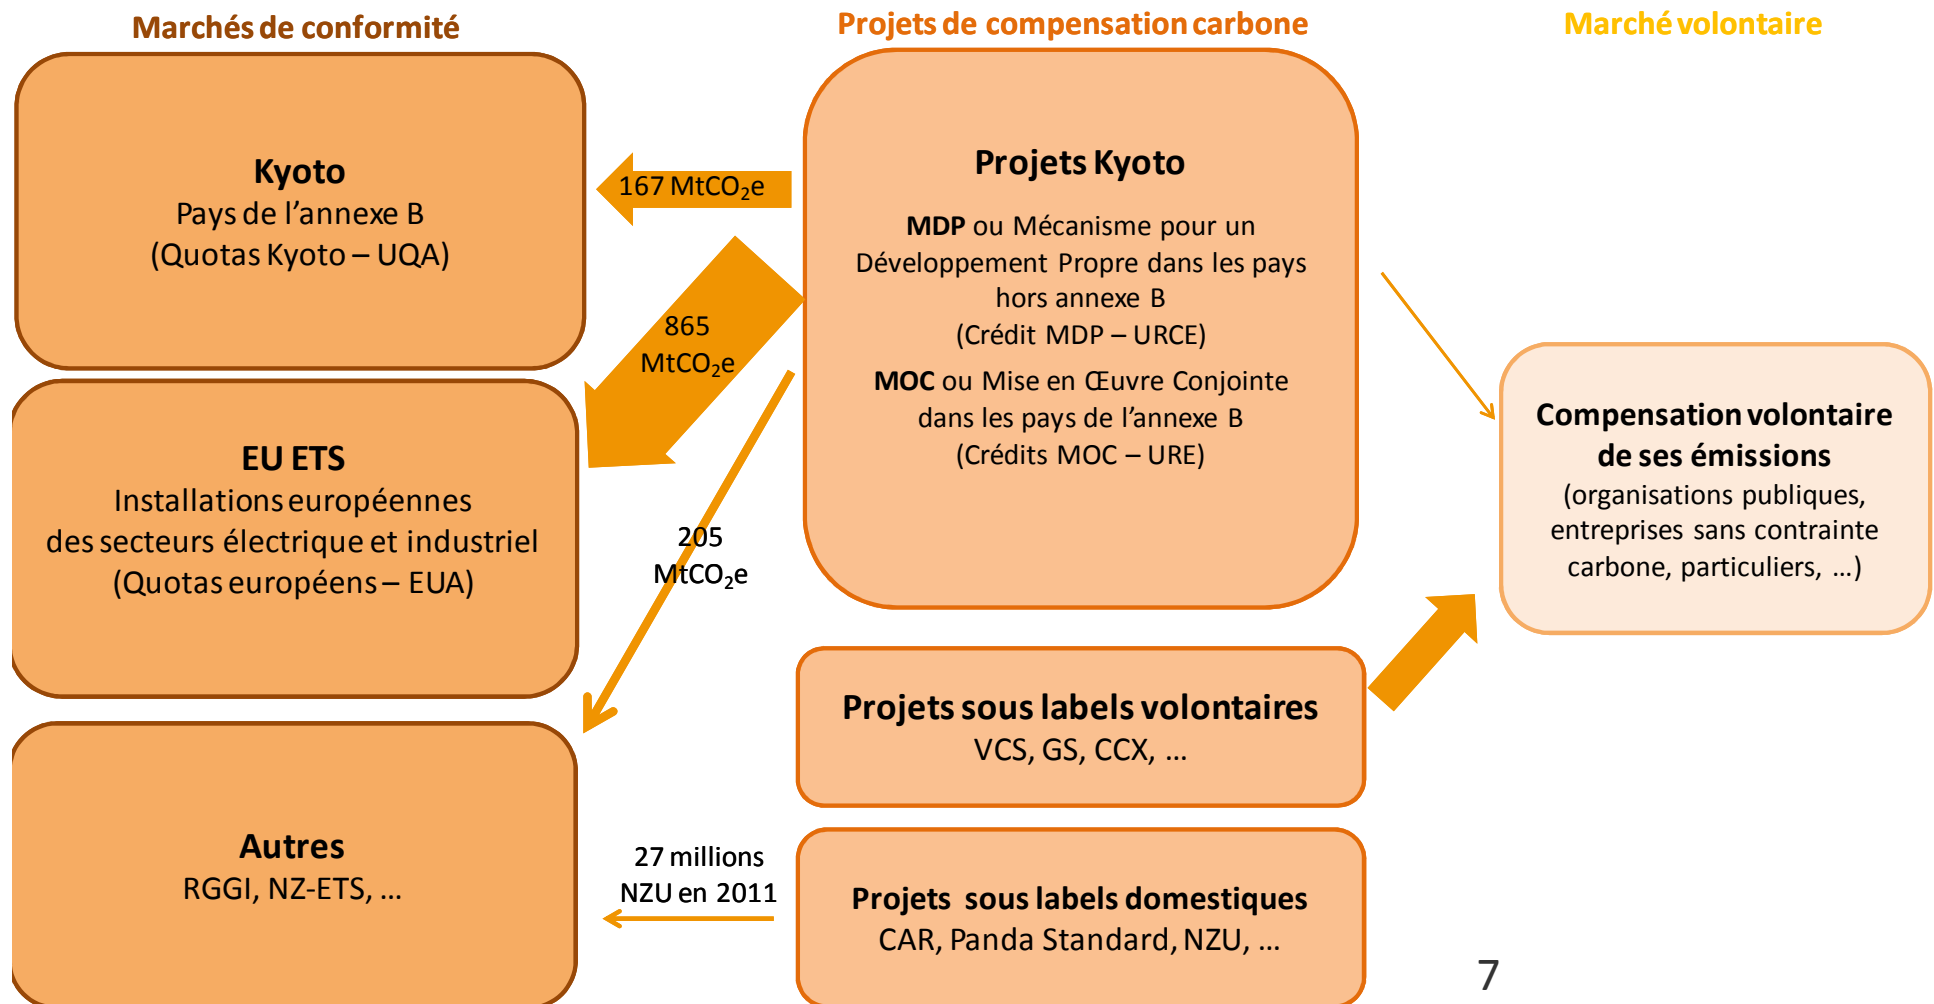 Marchés de conformité
Projets de compensation carbone
Marché volontaire
Kyoto
Pays de l’annexe B
(Quotas Kyoto – UQA)
EU ETS
Installations européennes
des secteurs électrique et industriel
(Quotas européens – EUA)
Autres
RGGI, NZ-ETS, …
167 MtCO₂e
865
MtCO₂e
205
MtCO₂e
27 millions
NZU en 2011
Projets Kyoto
MDP ou Mécanisme pour un
Développement Propre dans les pays
hors annexe B
(Crédit MDP – URCE)
MOC ou Mise en Œuvre Conjointe
dans les pays de l’annexe B
(Crédits MOC – URE)
Projets sous labels volontaires
VCS, GS, CCX, …
Projets sous labels domestiques
CAR, Panda Standard, NZU, …
Compensation volontaire
de ses émissions
(organisations publiques,
entreprises sans contrainte
carbone, particuliers, …)
7